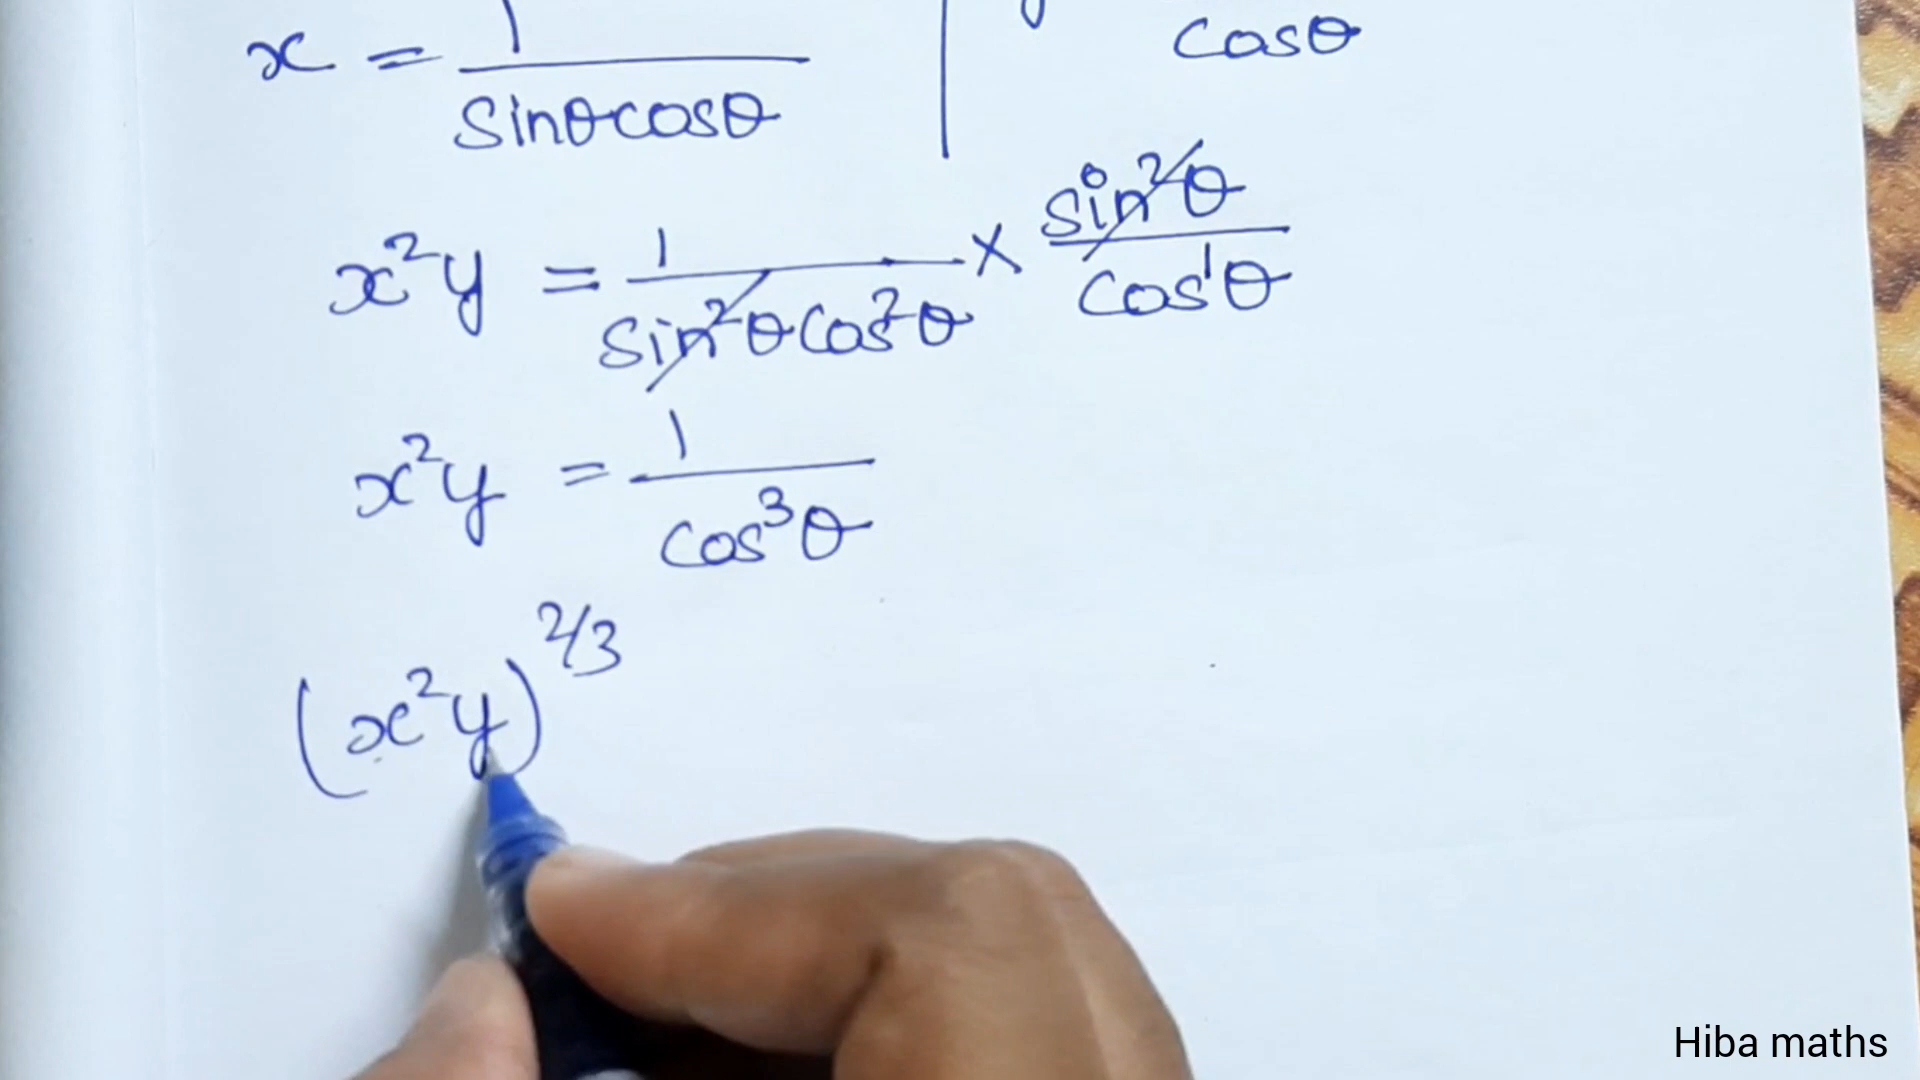 x = 1/(sinθcosθ) | cosθ
x²y = 1/(sin²θcos²θ) × sin²θ/cos¹θ
x²y = 1/cos³θ
(x²y)^2/3
Hiba maths